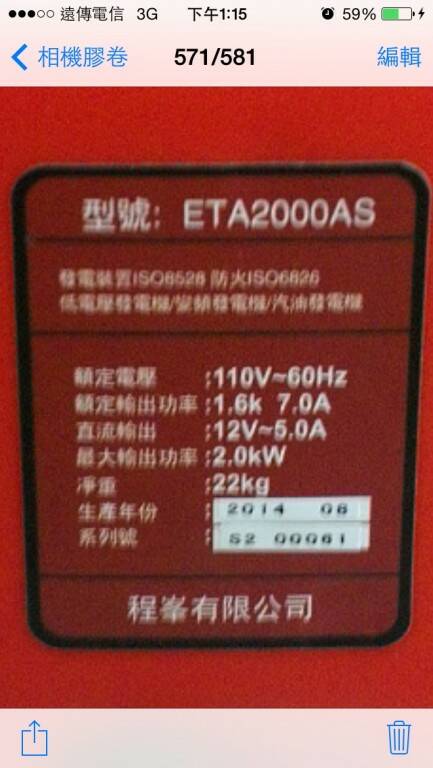 遠傳電信 3G 下午1:15 59%
相機膠卷 571/581 編輯
型號: ETA2000AS
發電裝置ISO8528 防火ISO6826
低電壓發電機/變頻發電機/汽油發電機
額定電壓 :110V~60Hz
額定輸出功率 :1.6k 7.0A
直流輸出 :12V~5.0A
最大輸出功率 :2.0kW
凈重 :22kg
生產年份 : 2014 08
系列號 : S2 00061
程峯有限公司